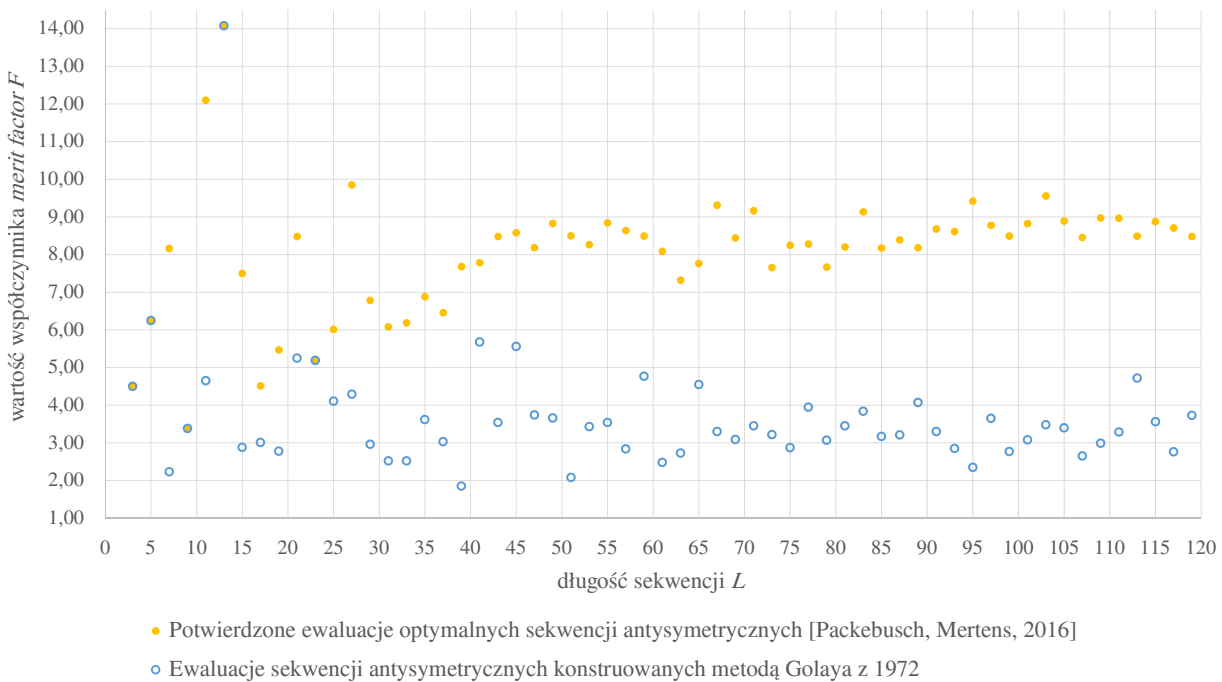 14,00
13,00
12,00
11,00
10,00
9,00
8,00
7,00
6,00
5,00
4,00
3,00
2,00
1,00
wartość współczynnika merit factor F
0 5 10 15 20 25 30 35 40 45 50 55 60 65 70 75 80 85 90 95 100 105 110 115 120
długość sekwencji L
Potwierdzone ewaluacje optymalnych sekwencji antysymetrycznych [Packebusch, Mertens, 2016]
Ewaluacje sekwencji antysymetrycznych konstruowanych metodą Golaya z 1972